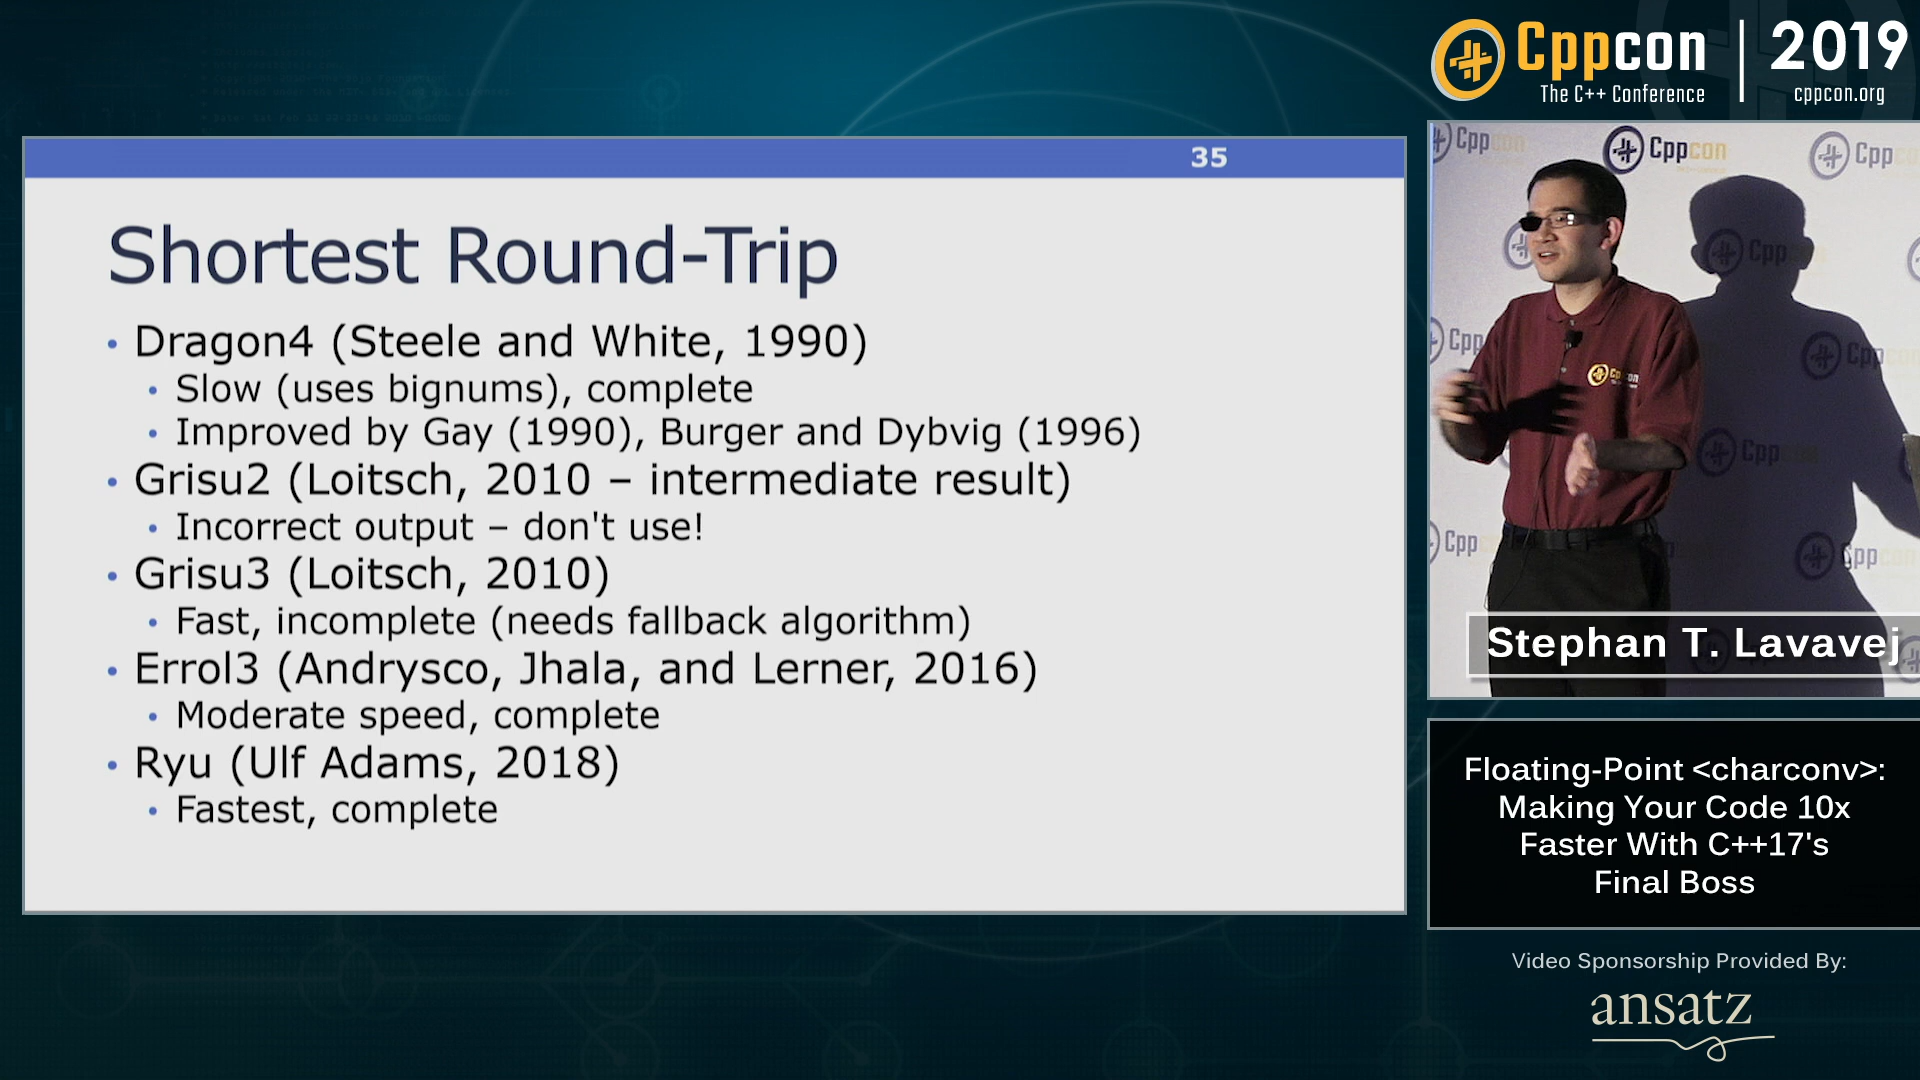 Cppcon
The C++ Conference
2019
cppcon.org
35
Shortest Round-Trip
• Dragon4 (Steele and White, 1990)
• Slow (uses bignums), complete
• Improved by Gay (1990), Burger and Dybvig (1996)
• Grisu2 (Loitsch, 2010 – intermediate result)
• Incorrect output – don't use!
• Grisu3 (Loitsch, 2010)
• Fast, incomplete (needs fallback algorithm)
• Errol3 (Andrysco, Jhala, and Lerner, 2016)
• Moderate speed, complete
• Ryu (Ulf Adams, 2018)
• Fastest, complete
Cppcon
Cppcon
Stephan T. Lavavej
Floating-Point <charconv>:
Making Your Code 10x
Faster With C++17's
Final Boss
Video Sponsorship Provided By:
ansatz